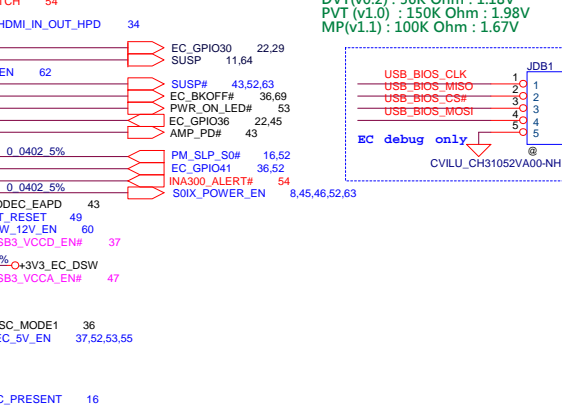 TCH 54
DVT(v0.2) : 56K Ohm : 1.18V
PVT (v1.0) : 150K Ohm : 1.98V
MP(v1.1) : 100K Ohm : 1.67V
HDMI_IN_OUT_HPD 34
EC_GPIO30 22,29
SUSP 11,64
EN 62
SUSP# 43,52,63
EC_BKOFF# 36,69
PWR_ON_LED# 53
EC_GPIO36 22,45
AMP_PD# 43
0_0402_5%
PM_SLP_S0# 16,52
EC_GPIO41 36,52
INA300_ALERT# 54
0_0402_5%
S0IX_POWER_EN 8,45,46,52,63
ODEC_EAPD 43
T_RESET 49
W_12V_EN 60
SB3_VCCD_EN# 37
% +3V3_EC_DSW
SB3_VCCA_EN# 47
SC_MODE1 36
EC_5V_EN 37,52,53,55
C_PRESENT 16
JDB1
USB_BIOS_CLK 1 1
USB_BIOS_MISO 2 2
USB_BIOS_CS# 3 3
USB_BIOS_MOSI 4 4
5 5
EC debug only
@
CVILU_CH31052VA00-NH